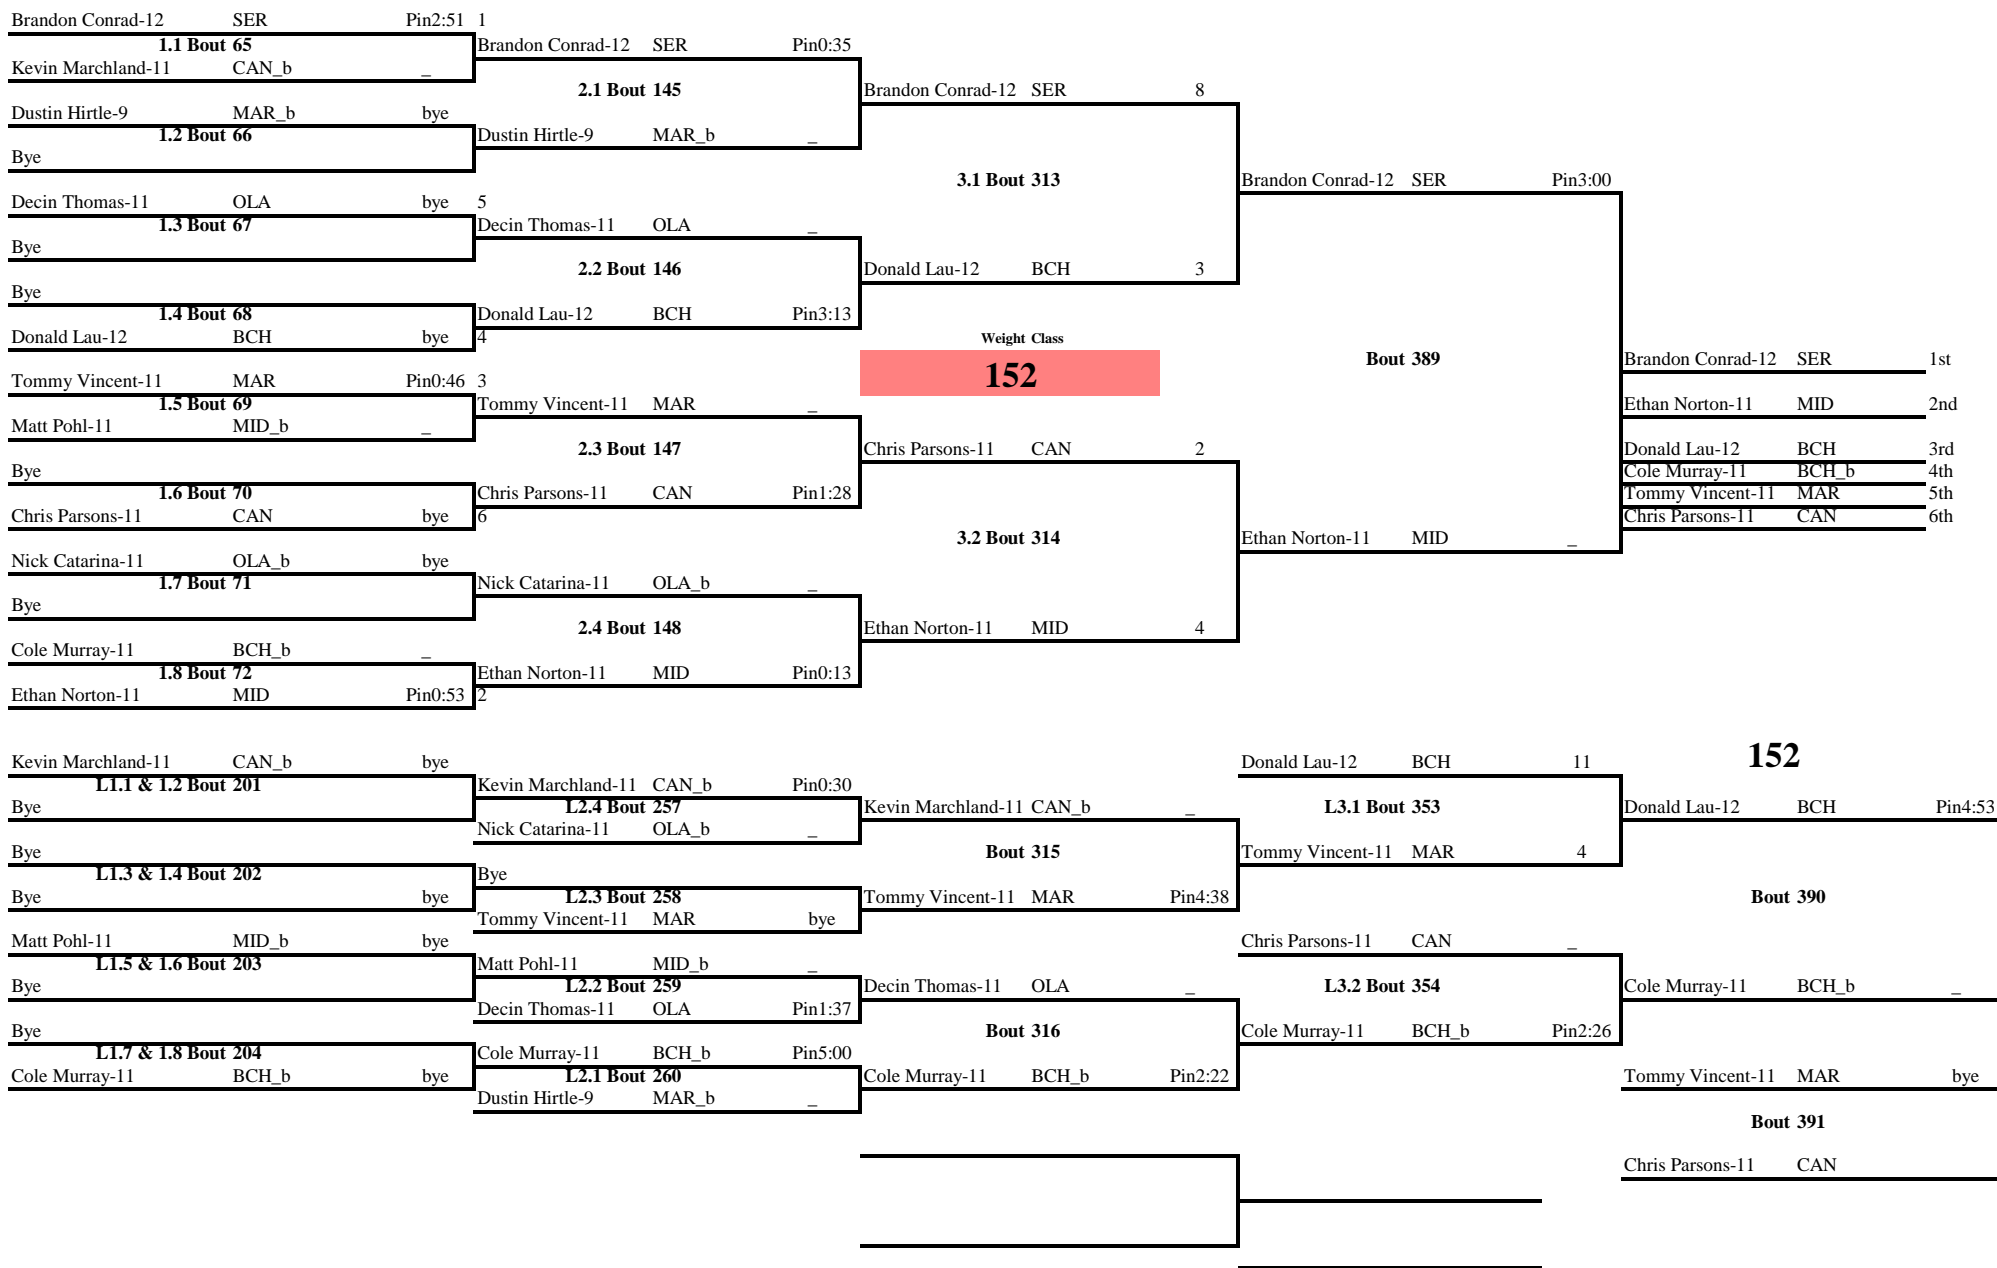 Brandon Conrad-12 SER Pin2:51 1
1.1 Bout 65 Brandon Conrad-12 SER Pin0:35
Kevin Marchland-11 CAN_b _
2.1 Bout 145 Brandon Conrad-12 SER 8
Dustin Hirtle-9 MAR_b bye
1.2 Bout 66 Dustin Hirtle-9 MAR_b _
Bye
3.1 Bout 313 Brandon Conrad-12 SER Pin3:00
Decin Thomas-11 OLA bye 5
1.3 Bout 67 Decin Thomas-11 OLA _
Bye
2.2 Bout 146 Donald Lau-12 BCH 3
Bye
1.4 Bout 68 Donald Lau-12 BCH Pin3:13
Donald Lau-12 BCH bye 4 Weight Class
Bout 389 Brandon Conrad-12 SER 1st
Tommy Vincent-11 MAR Pin0:46 3 152
1.5 Bout 69 Tommy Vincent-11 MAR _ Ethan Norton-11 MID 2nd
Matt Pohl-11 MID_b _
2.3 Bout 147 Chris Parsons-11 CAN 2 Donald Lau-12 BCH 3rd
Bye Cole Murray-11 BCH_b 4th
1.6 Bout 70 Chris Parsons-11 CAN Pin1:28 Tommy Vincent-11 MAR 5th
Chris Parsons-11 CAN bye 6 Chris Parsons-11 CAN 6th
3.2 Bout 314 Ethan Norton-11 MID _
Nick Catarina-11 OLA_b bye
1.7 Bout 71 Nick Catarina-11 OLA_b _
Bye
2.4 Bout 148 Ethan Norton-11 MID 4
Cole Murray-11 BCH_b _
1.8 Bout 72 Ethan Norton-11 MID Pin0:13
Ethan Norton-11 MID Pin0:53 2
152
Kevin Marchland-11 CAN_b bye Donald Lau-12 BCH 11
L1.1 & 1.2 Bout 201 Kevin Marchland-11 CAN_b Pin0:30
Bye L2.4 Bout 257 Kevin Marchland-11 CAN_b _ L3.1 Bout 353 Donald Lau-12 BCH Pin4:53
Nick Catarina-11 OLA_b _
Bye Bout 315 Tommy Vincent-11 MAR 4
L1.3 & 1.4 Bout 202 Bye
Bye bye L2.3 Bout 258 Tommy Vincent-11 MAR Pin4:38 Bout 390
Tommy Vincent-11 MAR bye
Matt Pohl-11 MID_b bye Chris Parsons-11 CAN _
L1.5 & 1.6 Bout 203 Matt Pohl-11 MID_b _
Bye L2.2 Bout 259 Decin Thomas-11 OLA _ L3.2 Bout 354 Cole Murray-11 BCH_b _
Decin Thomas-11 OLA Pin1:37
Bye Bout 316 Cole Murray-11 BCH_b Pin2:26
L1.7 & 1.8 Bout 204 Cole Murray-11 BCH_b Pin5:00
Cole Murray-11 BCH_b bye L2.1 Bout 260 Cole Murray-11 BCH_b Pin2:22 Tommy Vincent-11 MAR bye
Dustin Hirtle-9 MAR_b _
Bout 391
Chris Parsons-11 CAN